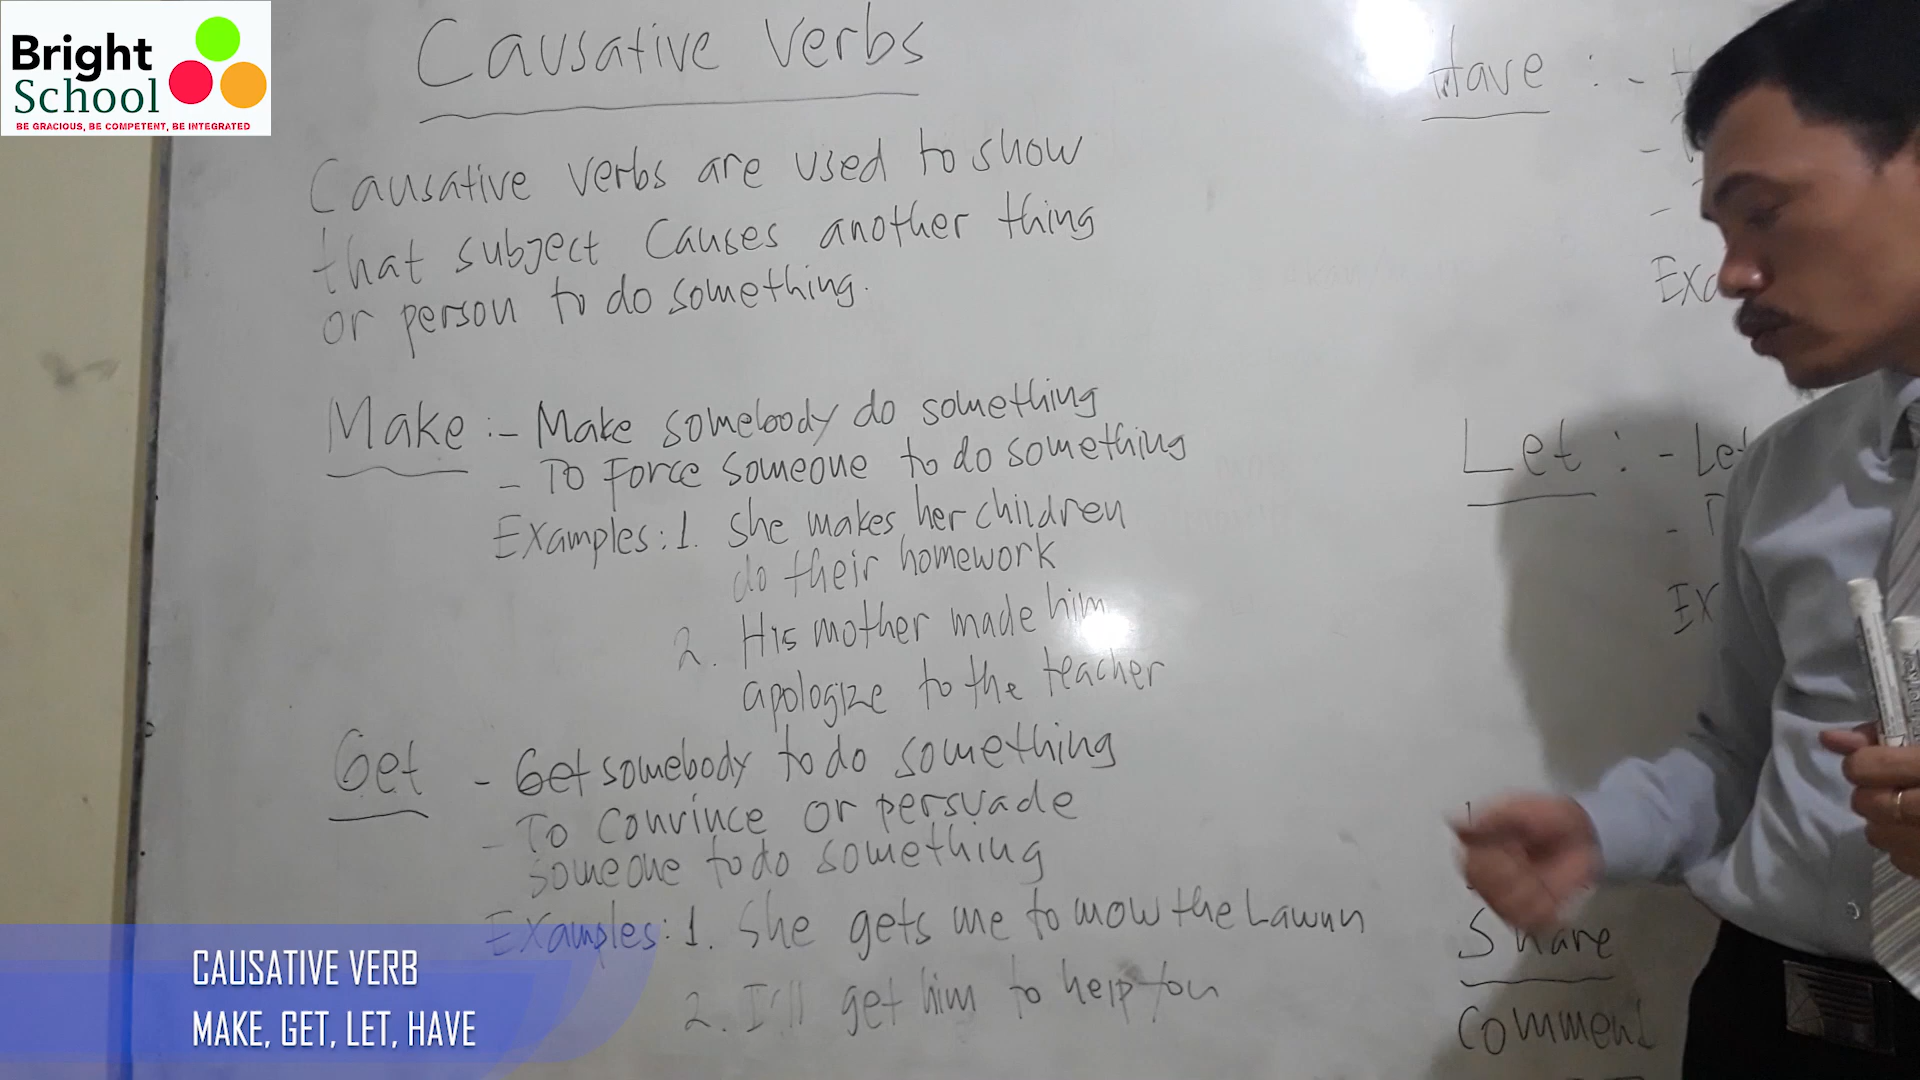 Bright
School
BE GRACIOUS, BE COMPETENT, BE INTEGRATED
Causative Verbs
Causative verbs are used to show
that subject causes another thing
or person to do something.
Make :- Make somebody do something
- To Force someone to do something
Examples: 1. She makes her children
do their homework
2. His mother made him
apologize to the teacher
Get - Get somebody to do something
- To convince or persuade
someone to do something
Examples: 1. She gets me to mow the Lawnn
2. I'll get him to help you
Have : -
Let : - Let
Share
Comment
CAUSATIVE VERB
MAKE, GET, LET, HAVE